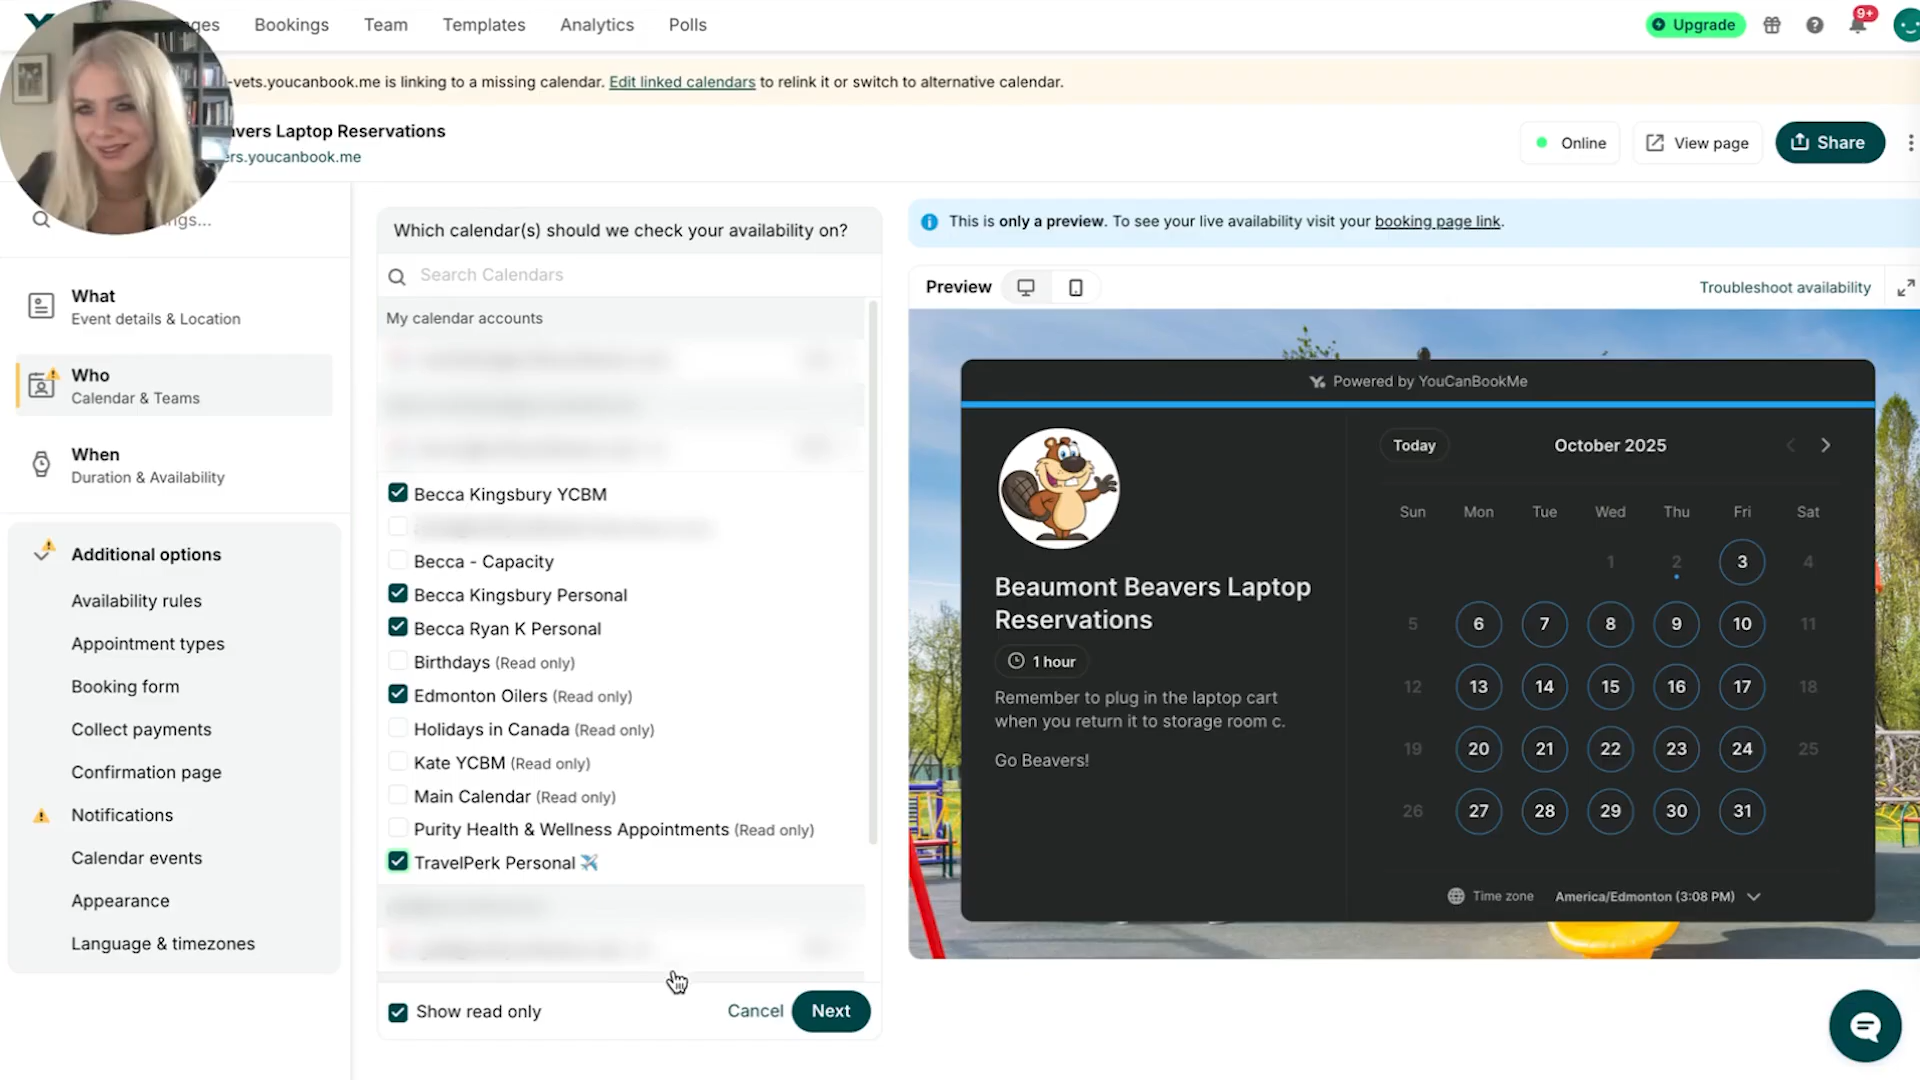 Bookings
Team
Templates
Analytics
Polls
Upgrade
9+
-vets.youcanbook.me is linking to a missing calendar. Edit linked calendars to relink it or switch to alternative calendar.
Laptop Reservations
.youcanbook.me
Online
View page
Share
What
Event details & Location
Who
Calendar & Teams
When
Duration & Availability
Additional options
Availability rules
Appointment types
Booking form
Collect payments
Confirmation page
Notifications
Calendar events
Appearance
Language & timezones
Which calendar(s) should we check your availability on?
Search Calendars
My calendar accounts
Becca Kingsbury YCBM
Becca - Capacity
Becca Kingsbury Personal
Becca Ryan K Personal
Birthdays (Read only)
Edmonton Oilers (Read only)
Holidays in Canada (Read only)
Kate YCBM (Read only)
Main Calendar (Read only)
Purity Health & Wellness Appointments (Read only)
TravelPerk Personal ✈️
Show read only
Cancel
Next
This is only a preview. To see your live availability visit your booking page link.
Preview
Troubleshoot availability
Powered by YouCanBookMe
Beaumont Beavers Laptop
Reservations
1 hour
Remember to plug in the laptop cart
when you return it to storage room c.
Go Beavers!
Today
October 2025
Sun Mon Tue Wed Thu Fri Sat
1 2 3 4
5 6 7 8 9 10 11
12 13 14 15 16 17 18
19 20 21 22 23 24 25
26 27 28 29 30 31
Time zone America/Edmonton (3:08 PM)